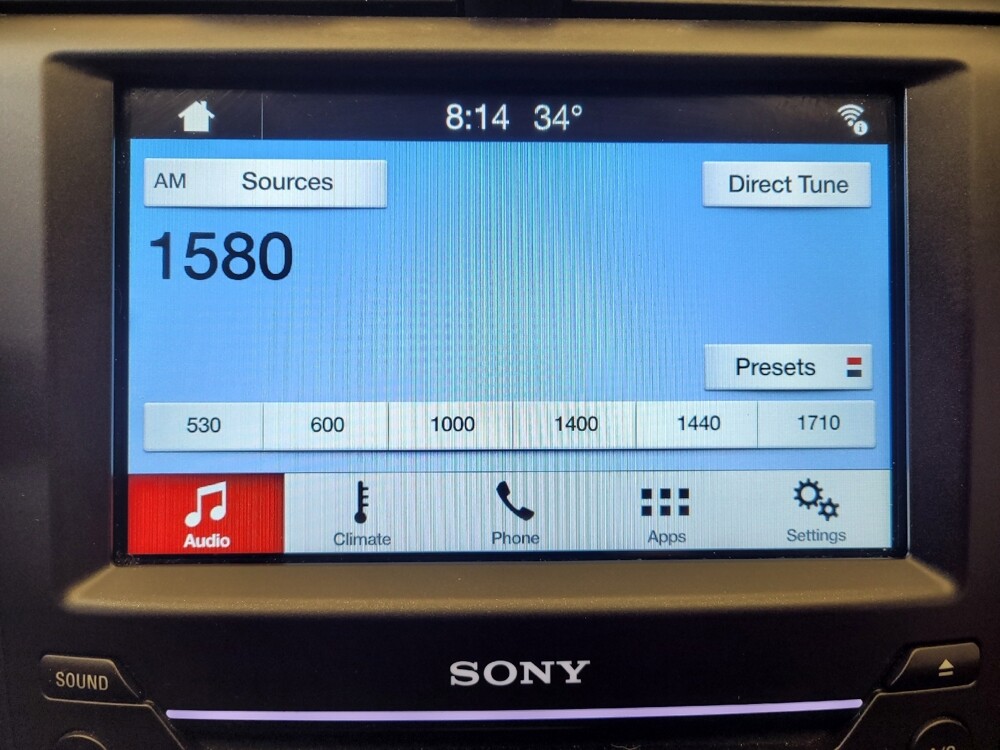 8:14 34°
AM Sources
Direct Tune
1580
Presets
530 600 1000 1400 1440 1710
Audio Climate Phone Apps Settings
SONY
SOUND